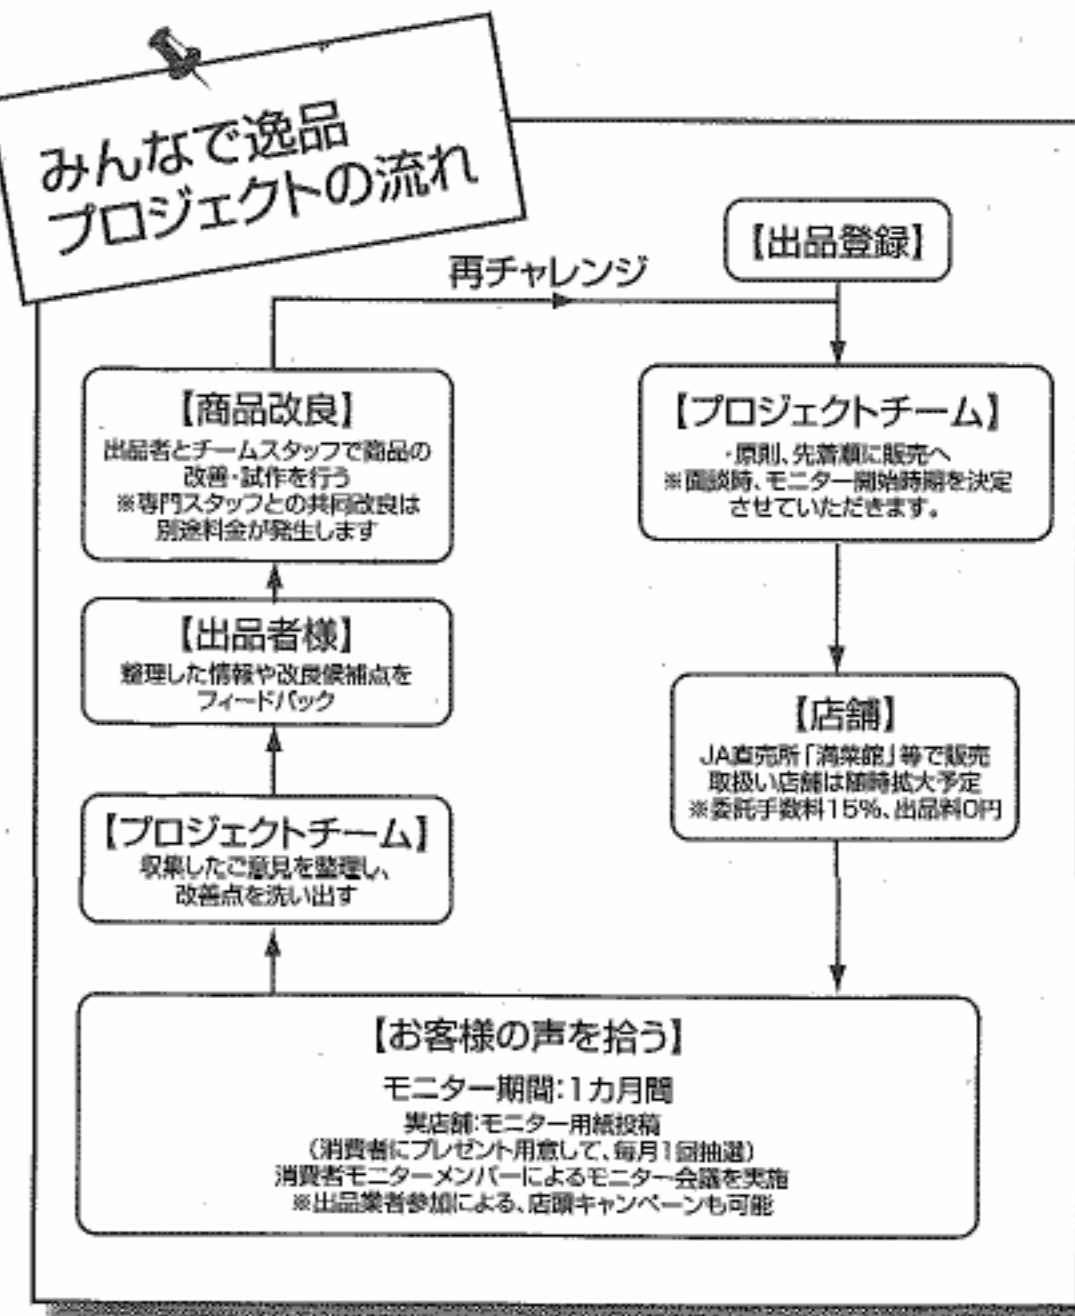 みんなで逸品
プロジェクトの流れ
【出品登録】
再チャレンジ
【プロジェクトチーム】
・原則、先着順に販売へ
※面談時、モニター開始時期を決定
させていただきます。
【店舗】
JA直売所「満菜館」等で販売
取扱い店舗は随時拡大予定
※委託手数料15%、出品料0円
【お客様の声を拾う】
モニター期間：1カ月間
実店舗：モニター用紙投稿
（消費者にプレゼント用意して、毎月1回抽選）
消費者モニターメンバーによるモニター会議を実施
※出品業者参加による、店頭キャンペーンも可能
【プロジェクトチーム】
収集したご意見を整理し、
改善点を洗い出す
【出品者様】
整理した情報や改良候補点を
フィードバック
【商品改良】
出品者とチームスタッフで商品の
改善・試作を行う
※専門スタッフとの共同改良は
別途料金が発生します